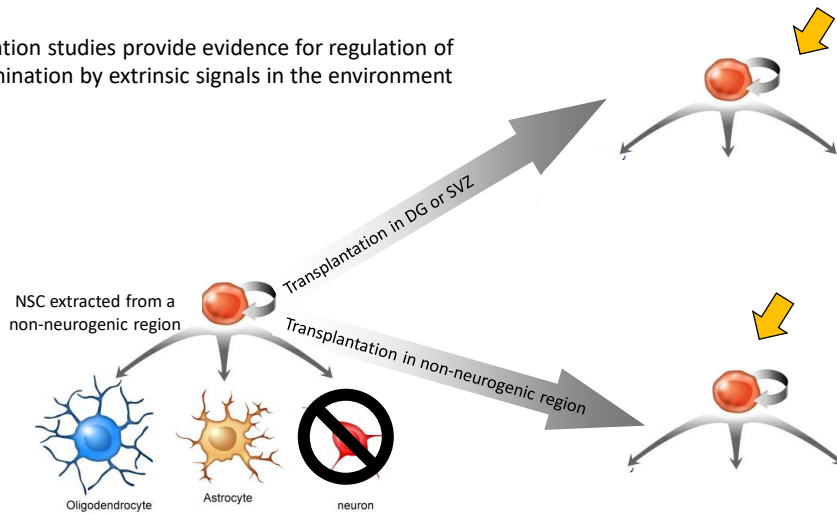 ation studies provide evidence for regulation of
mination by extrinsic signals in the environment
Transplantation in DG or SVZ
NSC extracted from a
non-neurogenic region
Transplantation in non-neurogenic region
Oligodendrocyte
Astrocyte
neuron